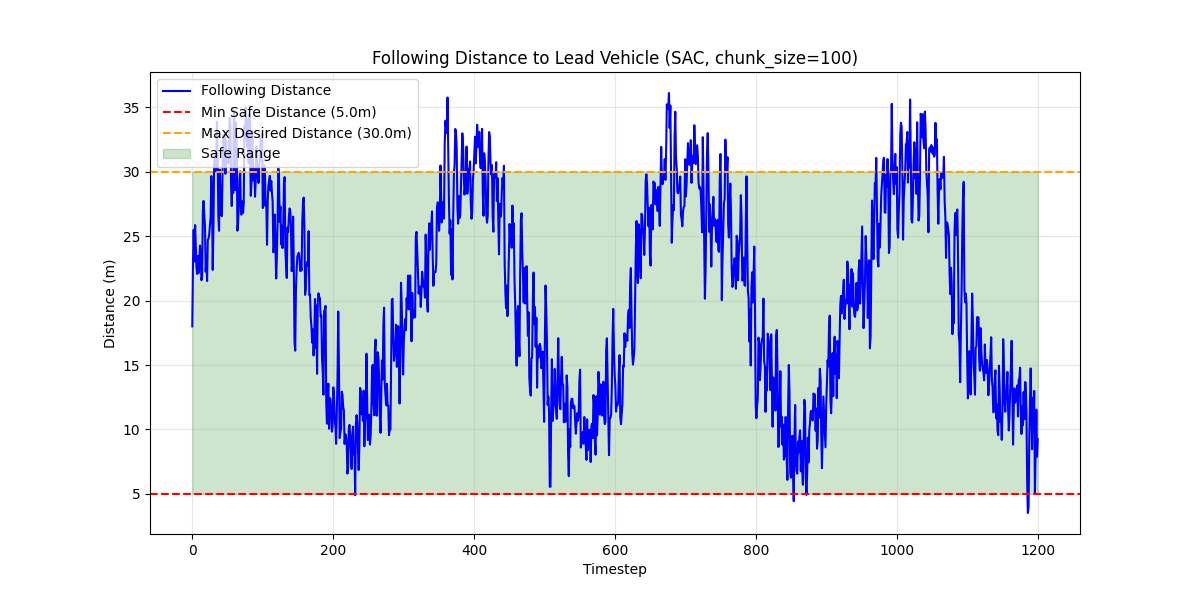 Following Distance to Lead Vehicle (SAC, chunk_size=100)
Following Distance
Min Safe Distance (5.0m)
Max Desired Distance (30.0m)
Safe Range
Distance (m)
35
30
25
20
15
10
5
0 200 400 600 800 1000 1200
Timestep